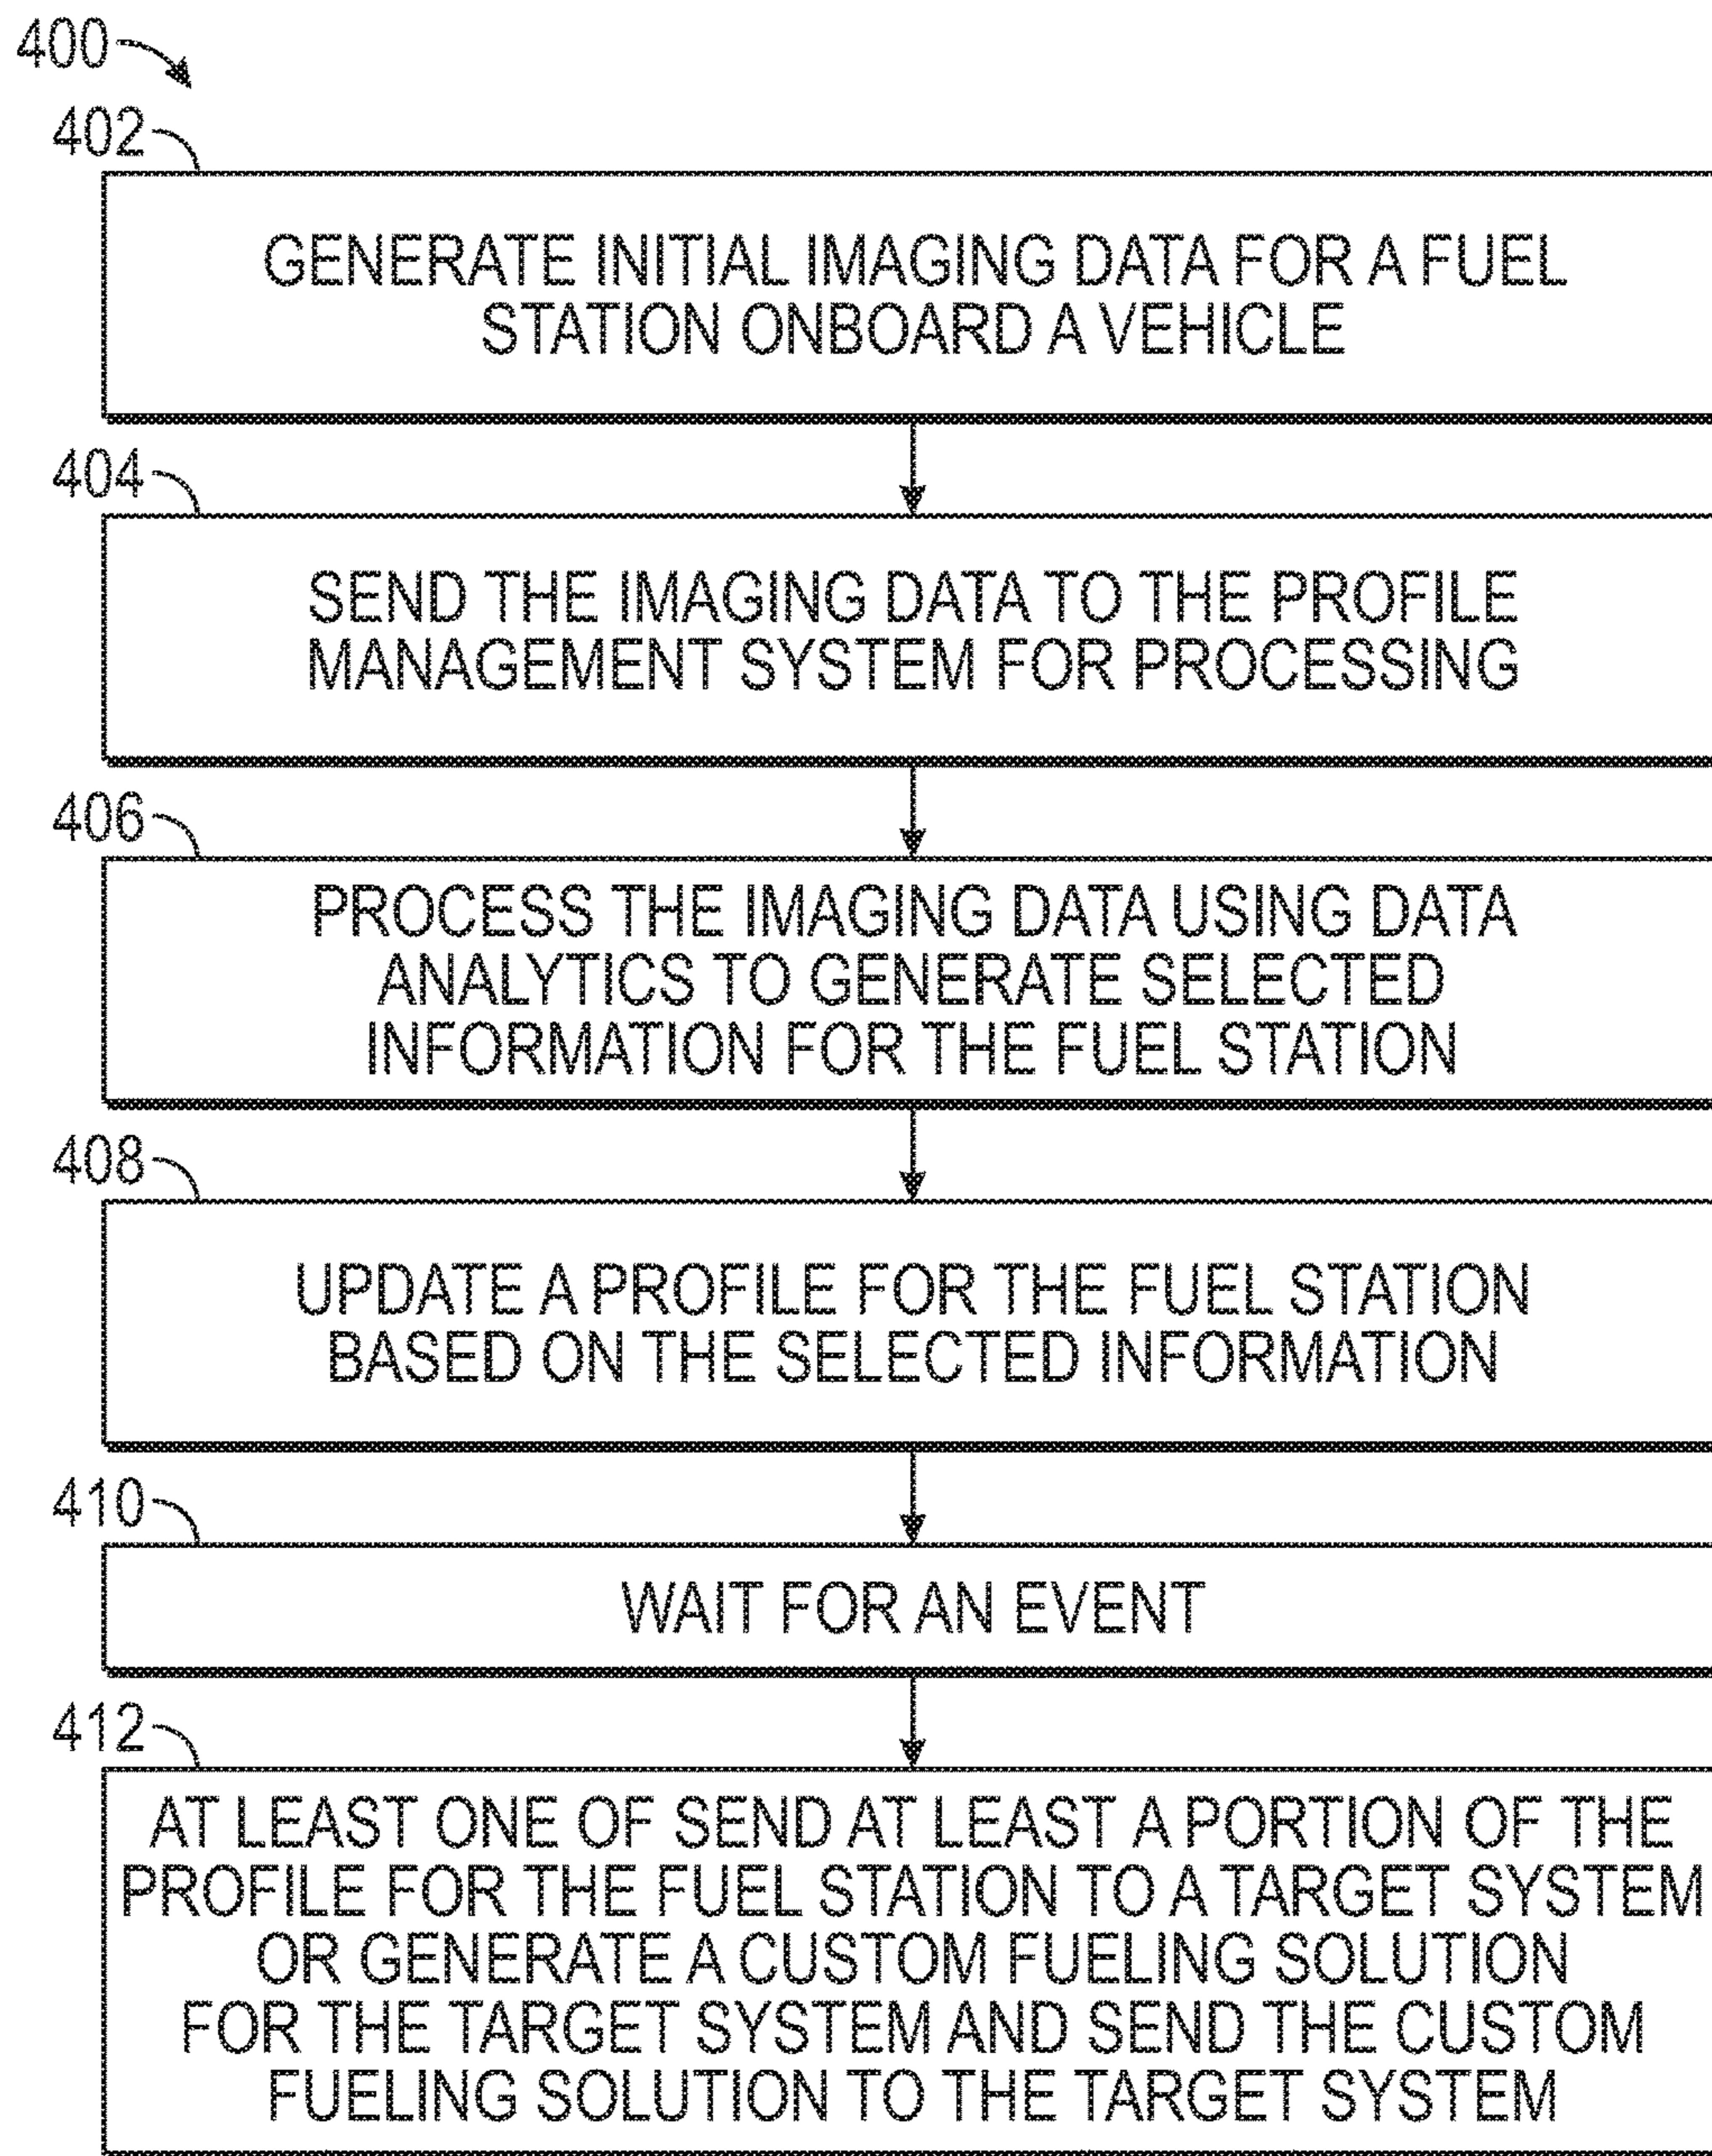 400
402
GENERATE INITIAL IMAGING DATA FOR A FUEL
STATION ONBOARD A VEHICLE
404
SEND THE IMAGING DATA TO THE PROFILE
MANAGEMENT SYSTEM FOR PROCESSING
406
PROCESS THE IMAGING DATA USING DATA
ANALYTICS TO GENERATE SELECTED
INFORMATION FOR THE FUEL STATION
408
UPDATE A PROFILE FOR THE FUEL STATION
BASED ON THE SELECTED INFORMATION
410
WAIT FOR AN EVENT
412
AT LEAST ONE OF SEND AT LEAST A PORTION OF THE
PROFILE FOR THE FUEL STATION TO A TARGET SYSTEM
OR GENERATE A CUSTOM FUELING SOLUTION
FOR THE TARGET SYSTEM AND SEND THE CUSTOM
FUELING SOLUTION TO THE TARGET SYSTEM